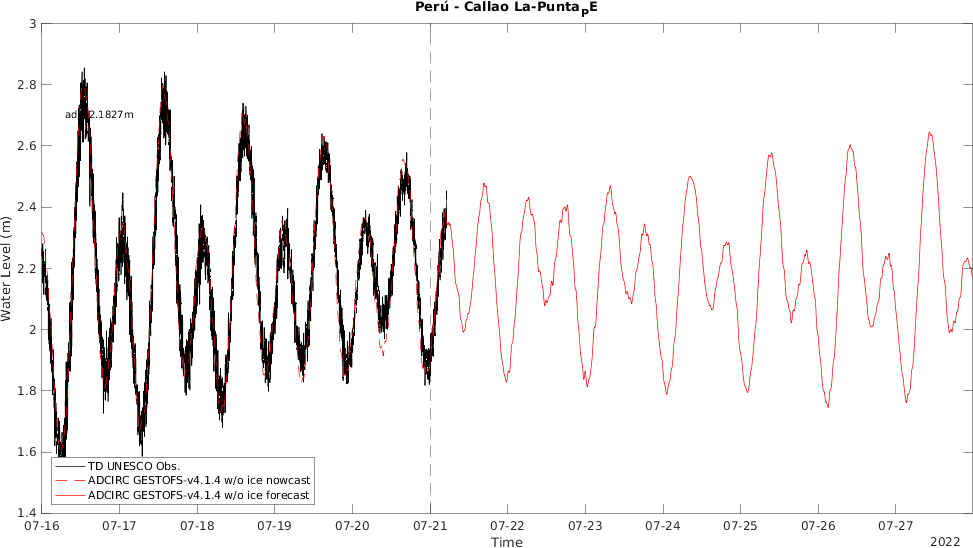 Perú - Callao La-Punta_PE
3
2.8
2.6
2.4
2.2
2
1.8
1.6
1.4
Water Level (m)
2.1827m
TD UNESCO Obs.
ADCIRC GESTOFS-v4.1.4 w/o ice nowcast
ADCIRC GESTOFS-v4.1.4 w/o ice forecast
07-16 07-17 07-18 07-19 07-20 07-21 07-22 07-23 07-24 07-25 07-26 07-27
Time
2022